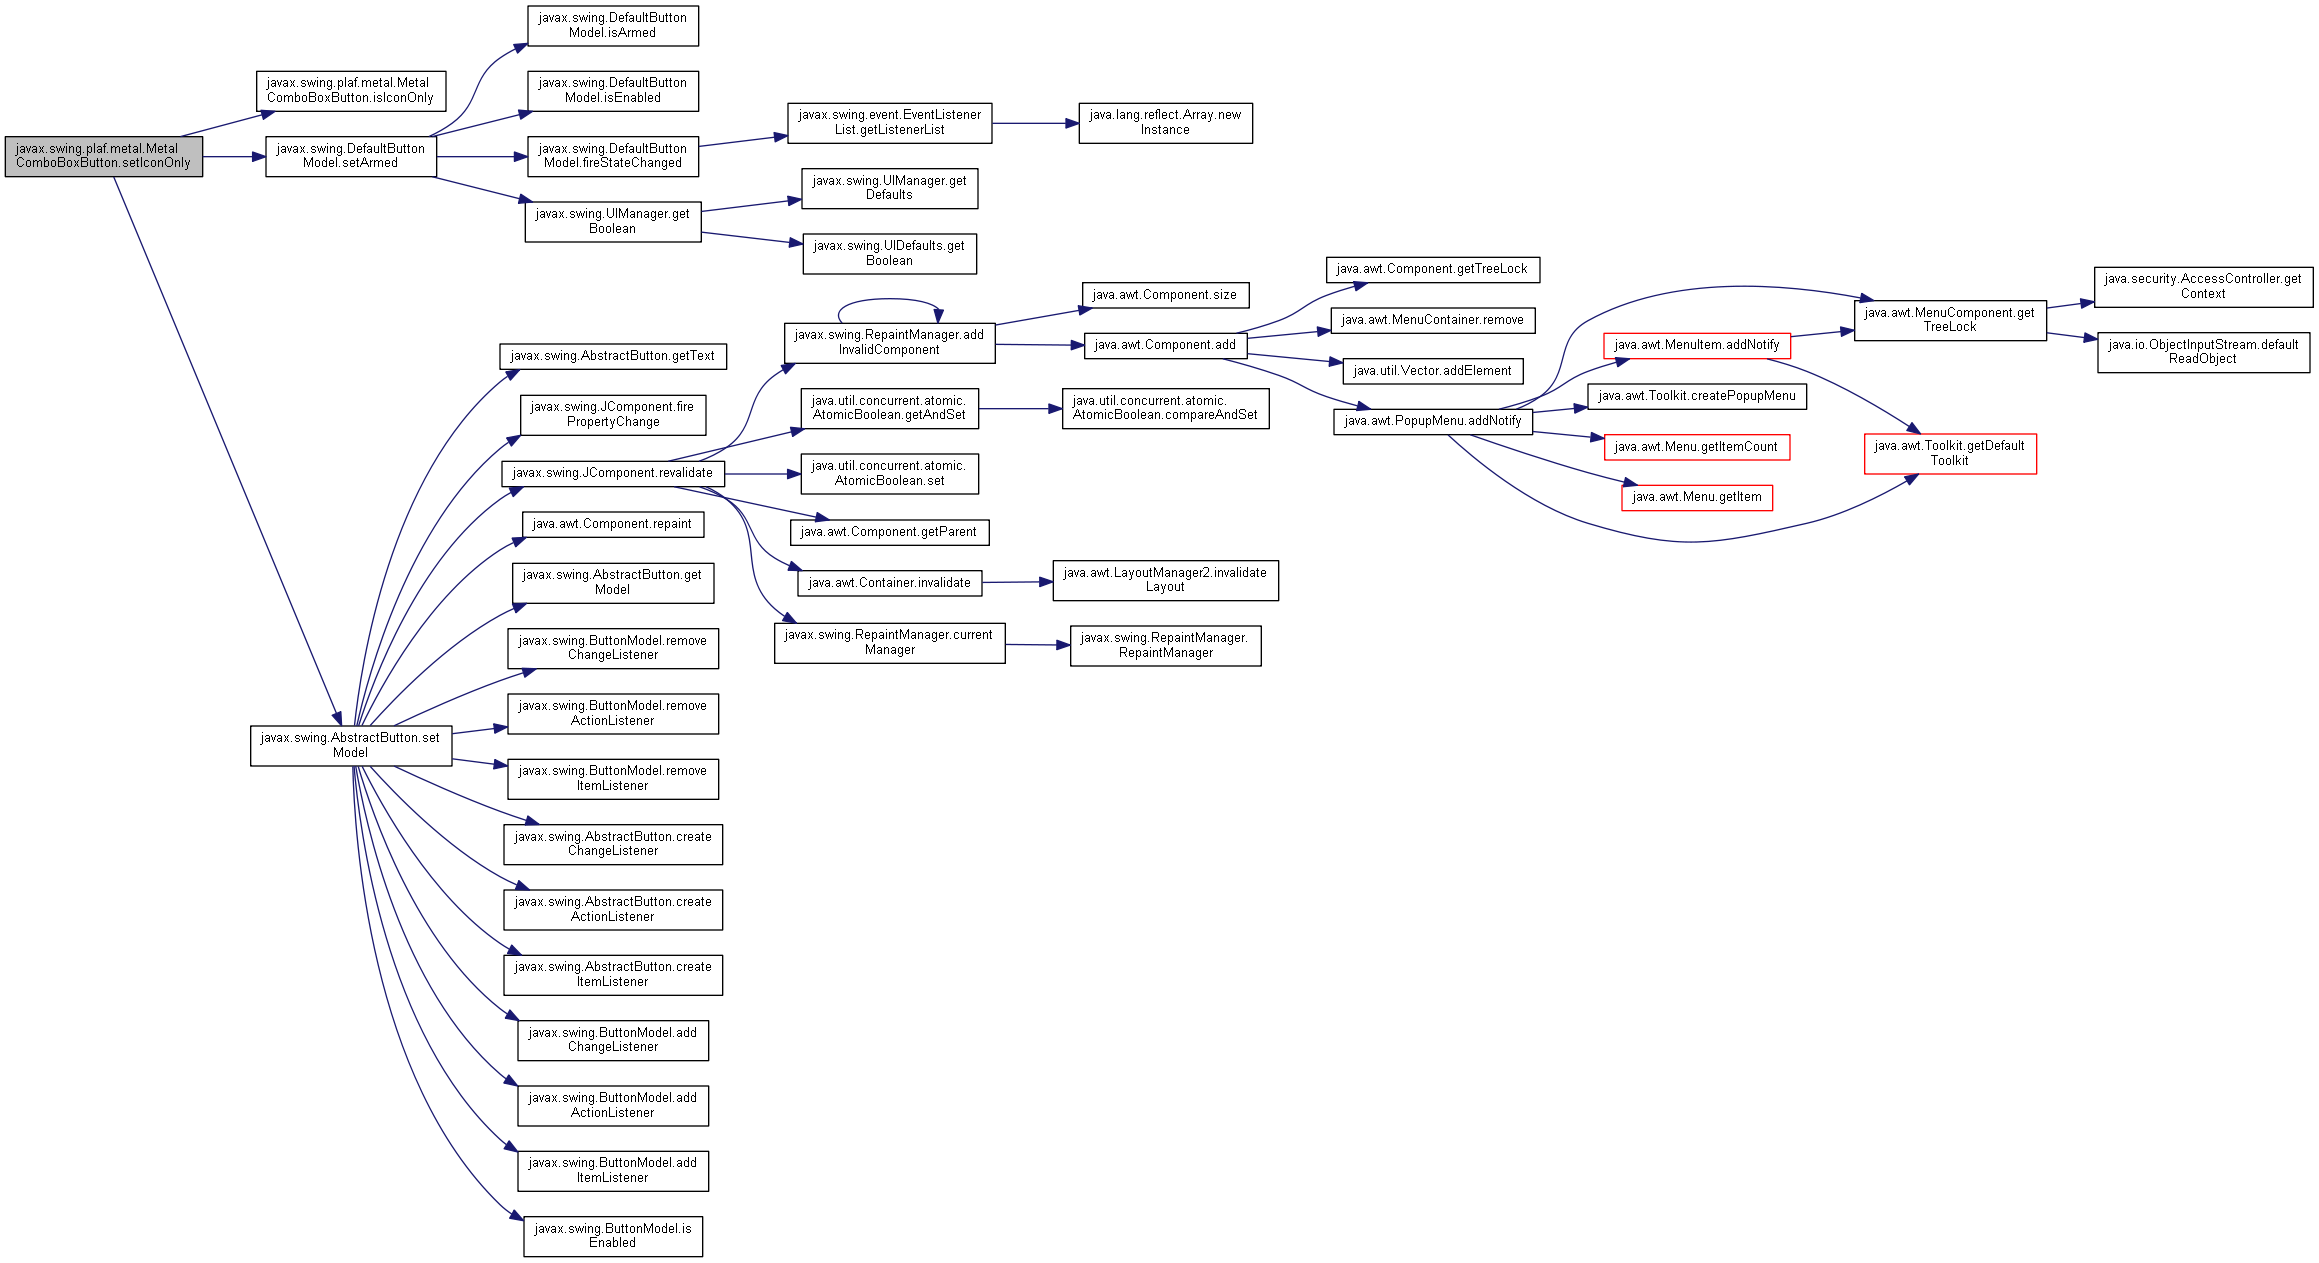 javax.swing.plaf.metal.Metal
ComboBoxButton.setIconOnly
javax.swing.plaf.metal.Metal
ComboBoxButton.isIconOnly
javax.swing.DefaultButton
Model.setArmed
javax.swing.AbstractButton.set
Model
javax.swing.DefaultButton
Model.isArmed
javax.swing.DefaultButton
Model.isEnabled
javax.swing.DefaultButton
Model.fireStateChanged
javax.swing.UIManager.get
Boolean
javax.swing.AbstractButton.getText
javax.swing.JComponent.fire
PropertyChange
javax.swing.JComponent.revalidate
java.awt.Component.repaint
javax.swing.AbstractButton.get
Model
javax.swing.ButtonModel.remove
ChangeListener
javax.swing.ButtonModel.remove
ActionListener
javax.swing.ButtonModel.remove
ItemListener
javax.swing.AbstractButton.create
ChangeListener
javax.swing.AbstractButton.create
ActionListener
javax.swing.AbstractButton.create
ItemListener
javax.swing.ButtonModel.add
ChangeListener
javax.swing.ButtonModel.add
ActionListener
javax.swing.ButtonModel.add
ItemListener
javax.swing.ButtonModel.is
Enabled
javax.swing.event.EventListener
List.getListenerList
javax.swing.UIManager.get
Defaults
javax.swing.UIDefaults.get
Boolean
javax.swing.RepaintManager.add
InvalidComponent
java.util.concurrent.atomic.
AtomicBoolean.getAndSet
java.util.concurrent.atomic.
AtomicBoolean.set
java.awt.Component.getParent
java.awt.Container.invalidate
javax.swing.RepaintManager.current
Manager
java.lang.reflect.Array.new
Instance
java.awt.Component.size
java.awt.Component.add
java.util.concurrent.atomic.
AtomicBoolean.compareAndSet
java.awt.LayoutManager2.invalidate
Layout
javax.swing.RepaintManager.
RepaintManager
java.awt.Component.getTreeLock
java.awt.MenuContainer.remove
java.util.Vector.addElement
java.awt.PopupMenu.addNotify
java.awt.MenuItem.addNotify
java.awt.Toolkit.createPopupMenu
java.awt.Menu.getItemCount
java.awt.Menu.getItem
java.awt.MenuComponent.get
TreeLock
java.awt.Toolkit.getDefault
Toolkit
java.security.AccessController.get
Context
java.io.ObjectInputStream.default
ReadObject